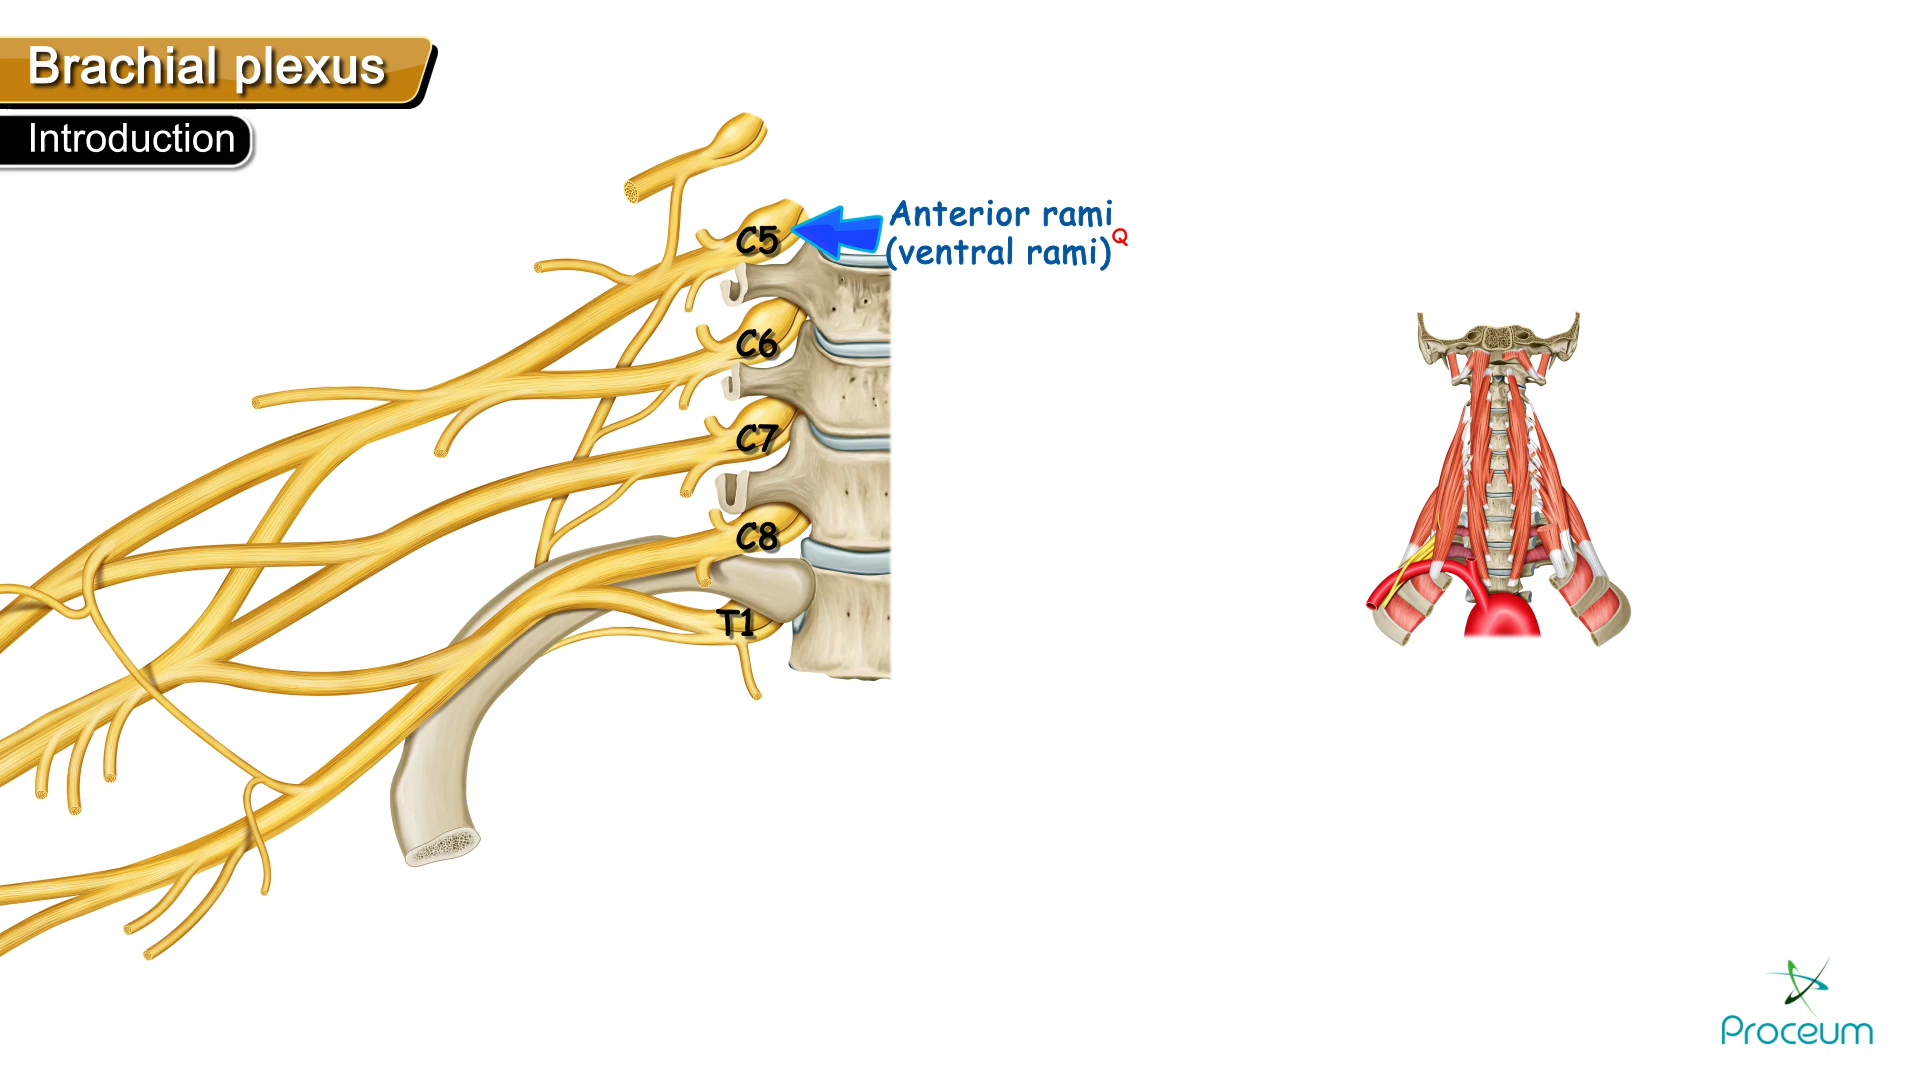 Brachial plexus
Introduction
Anterior rami
(ventral rami)Q
C5
C6
C7
C8
T1
Proceum